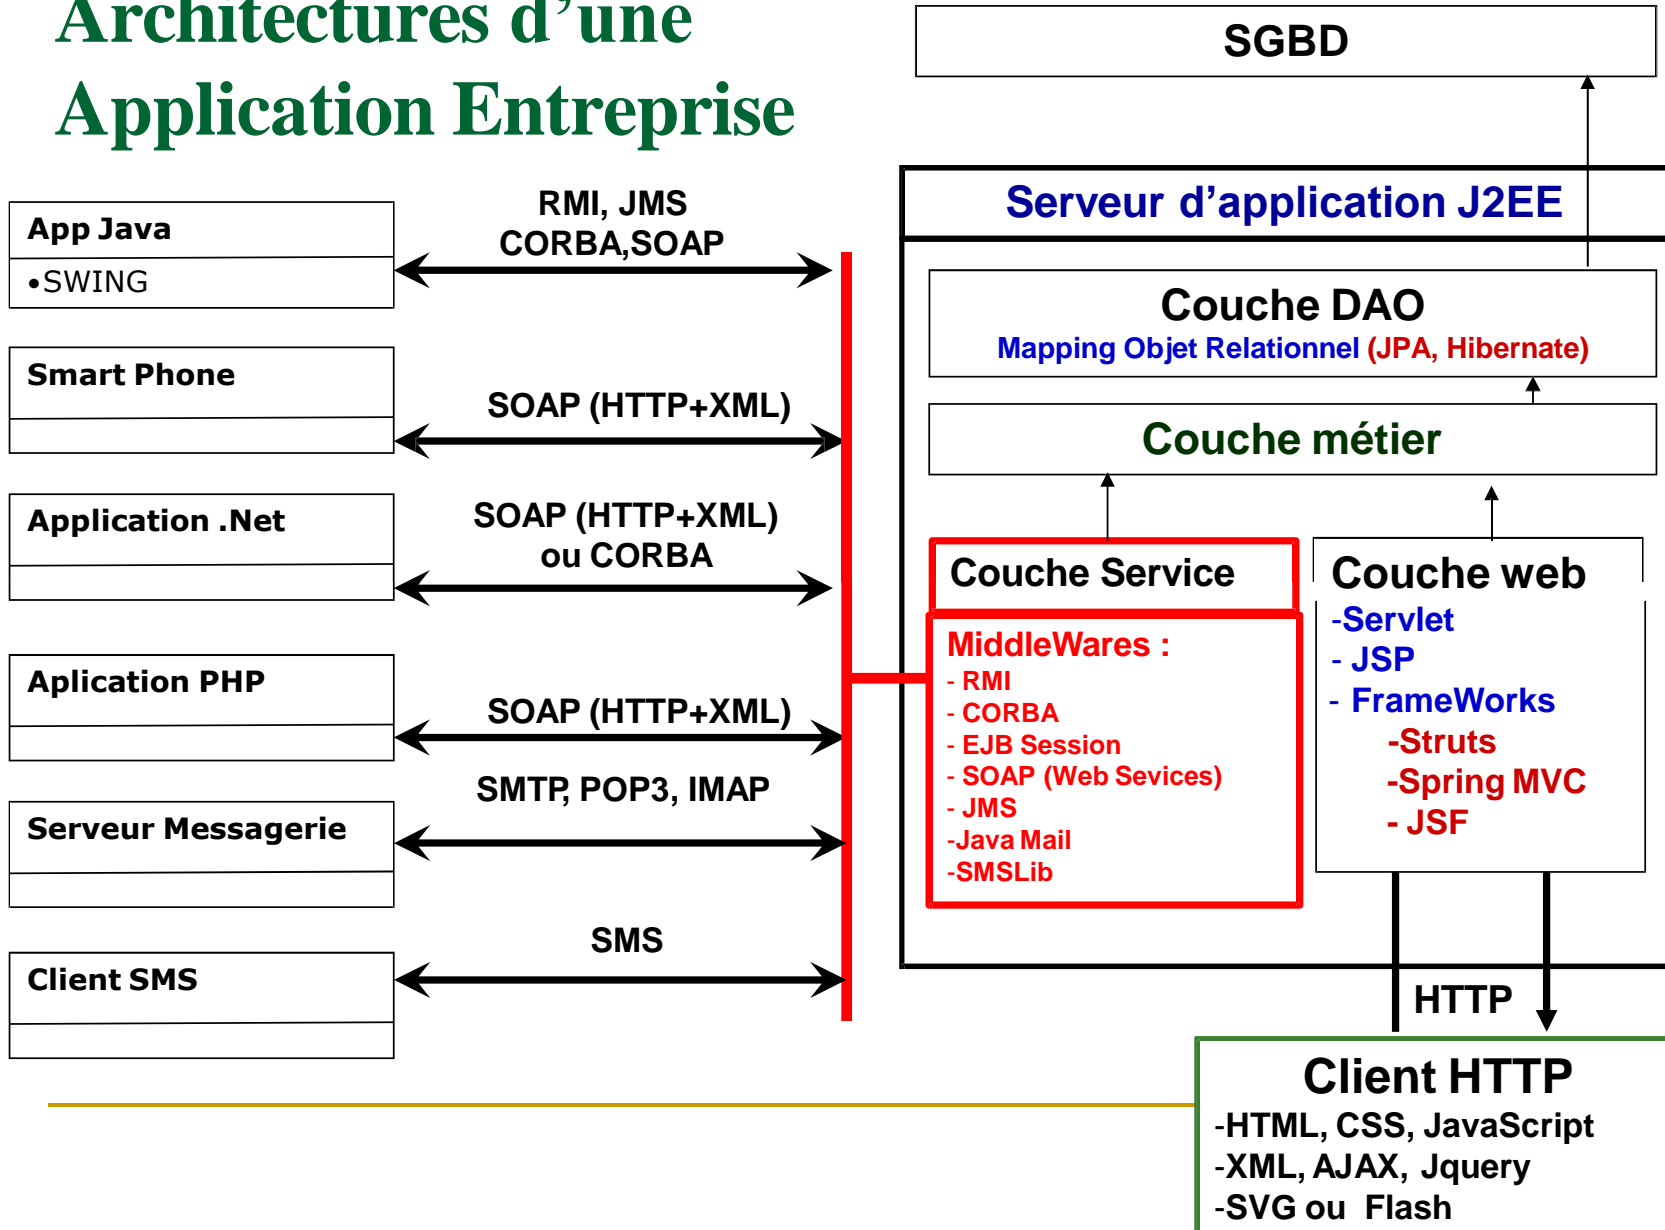 Architectures d'une
Application Entreprise
SGBD
Serveur d'application J2EE
Couche DAO
Mapping Objet Relationnel (JPA, Hibernate)
Couche métier
Couche Service
MiddleWares :
- RMI
- CORBA
- EJB Session
- SOAP (Web Sevices)
- JMS
-Java Mail
-SMSLib
Couche web
-Servlet
- JSP
- FrameWorks
-Struts
-Spring MVC
- JSF
HTTP
Client HTTP
-HTML, CSS, JavaScript
-XML, AJAX, Jquery
-SVG ou Flash
App Java
•SWING
RMI, JMS
CORBA,SOAP
Smart Phone
SOAP (HTTP+XML)
Application .Net
SOAP (HTTP+XML)
ou CORBA
Aplication PHP
SOAP (HTTP+XML)
Serveur Messagerie
SMTP, POP3, IMAP
Client SMS
SMS